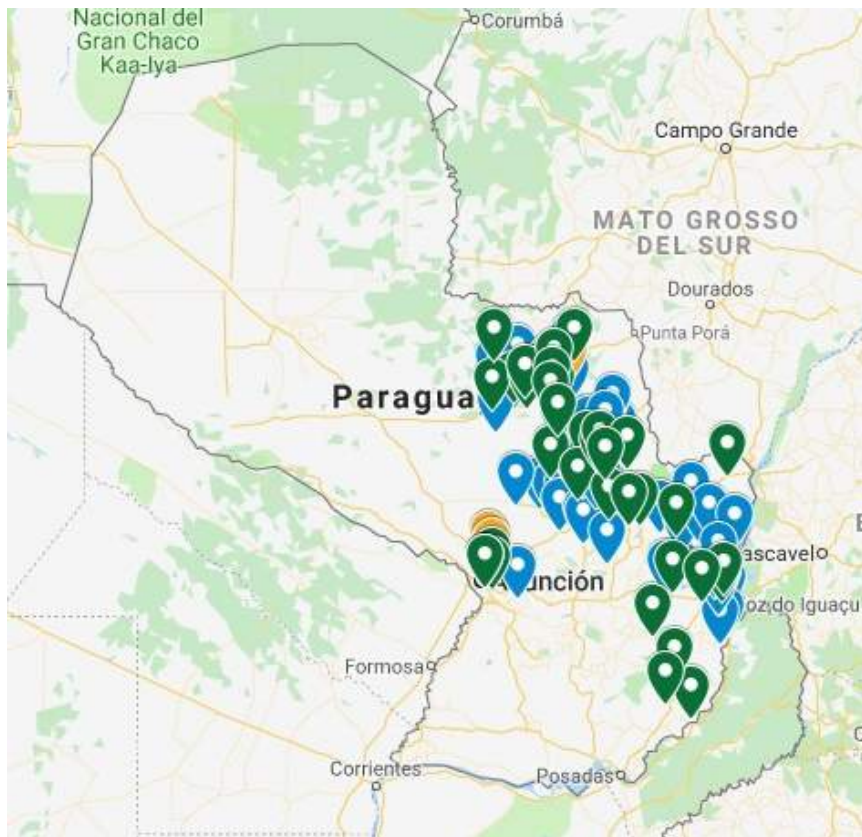 Nacional del
Gran Chaco
Kaa-Iya
Corumbá
Campo Grande
MATO GROSSO
DEL SUR
Dourados
Punta Porá
Paragua
ascavel
unción
oz do Iguaçu
Formosa
Corrientes
Posadas